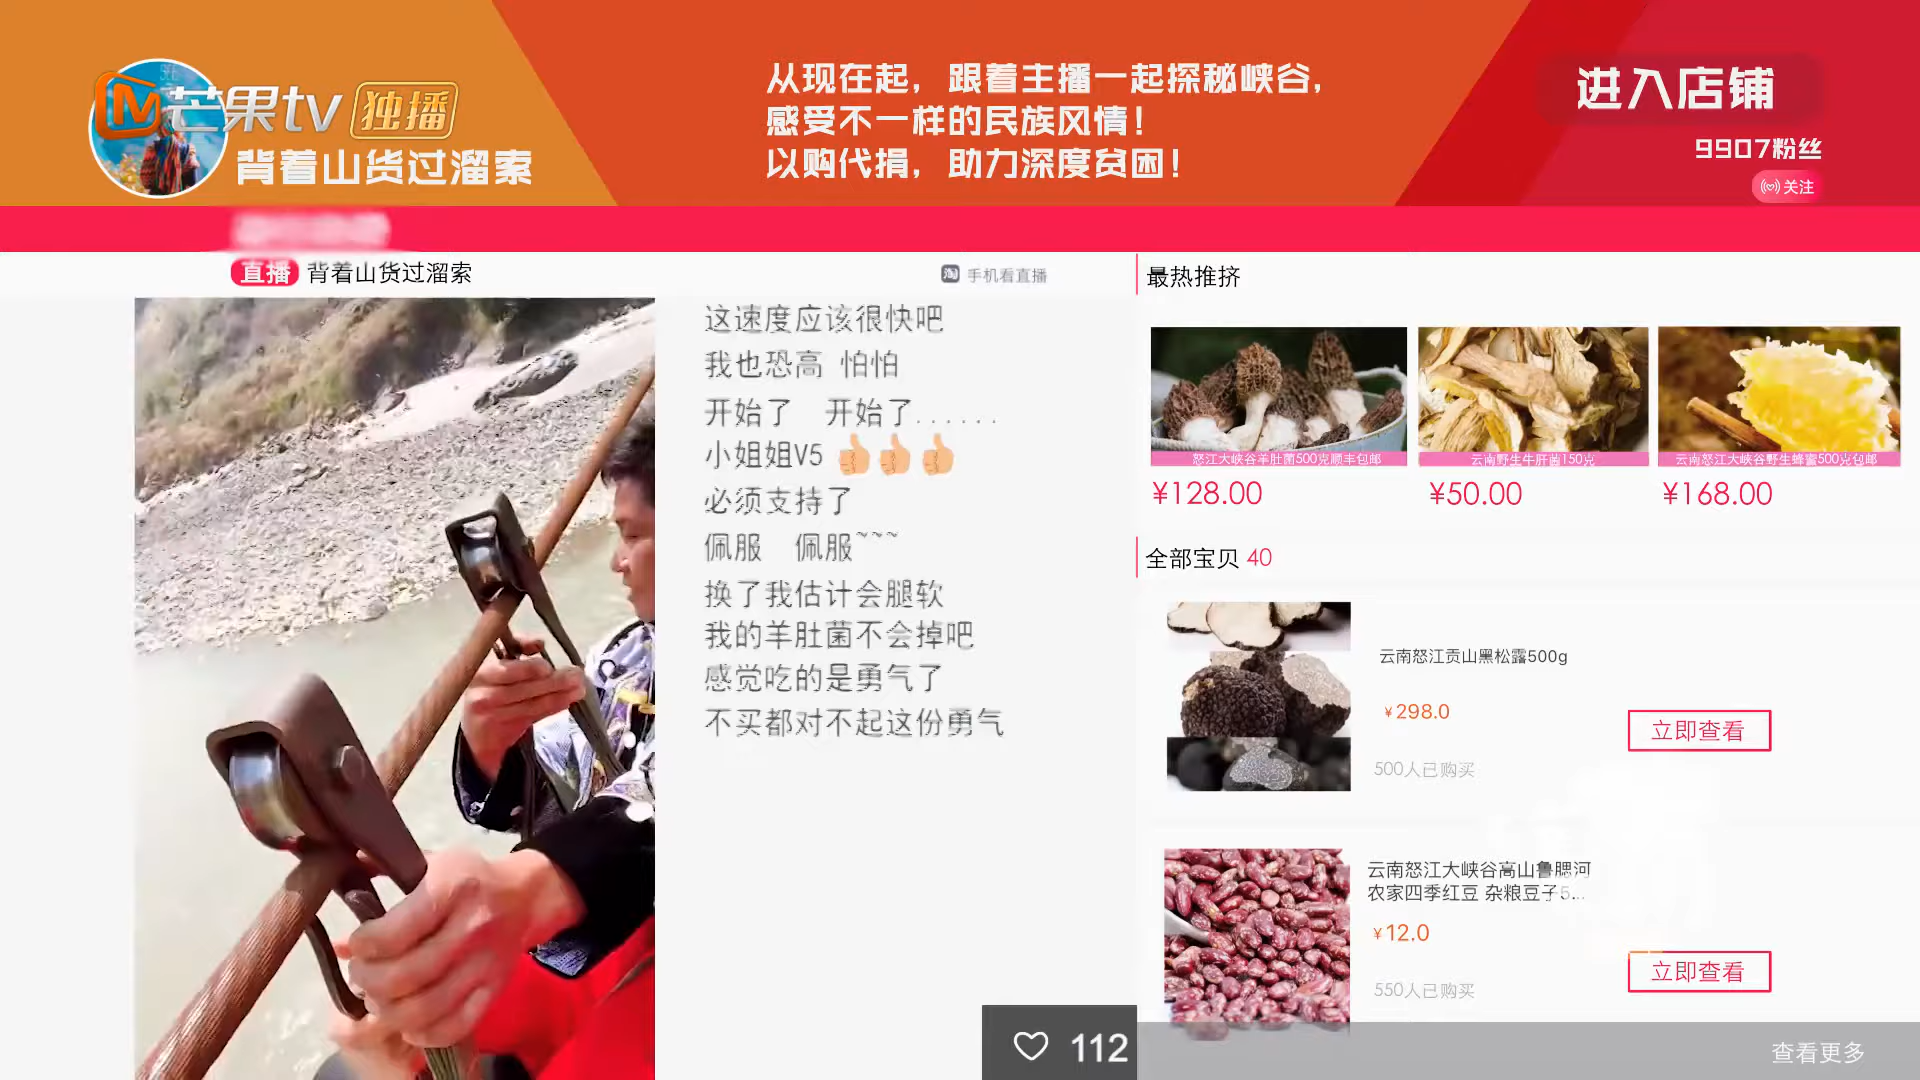 芒果tv 独播
背着山货过溜索
从现在起，跟着主播一起探秘峡谷，
感受不一样的民族风情！
以购代捐，助力深度贫困！
进入店铺
9907粉丝
关注
直播 背着山货过溜索
淘 手机看直播
这速度应该很快吧
我也恐高 怕怕
开始了 开始了......
小姐姐V5 👍👍👍
必须支持了
佩服 佩服~~~
换了我估计会腿软
我的羊肚菌不会掉吧
感觉吃的是勇气了
不买都对不起这份勇气
112
最热推挤
怒江大峡谷羊肚菌500克顺丰包邮
¥128.00
云南野生牛肝菌150克
¥50.00
云南怒江大峡谷野生蜂蜜500克包邮
¥168.00
全部宝贝 40
云南怒江贡山黑松露500g
¥298.0
500人已购买
立即查看
云南怒江大峡谷高山鲁腮河
农家四季红豆 杂粮豆子5...
¥12.0
550人已购买
立即查看
查看更多